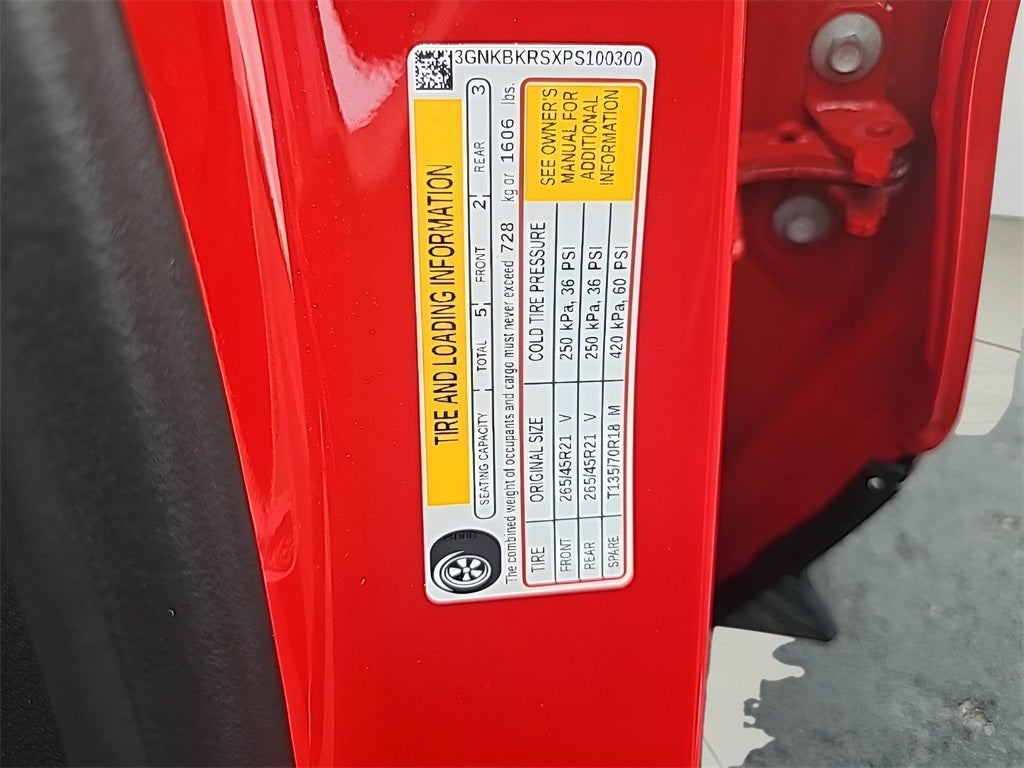 3GNKBKRSXPS100300
TIRE AND LOADING INFORMATION
SEATING CAPACITY TOTAL 5 FRONT 2 REAR 3
The combined weight of occupants and cargo must never exceed 728 kg or 1606 lbs.
TIRE ORIGINAL SIZE COLD TIRE PRESSURE
FRONT 265/45R21 V 250 kPa, 36 PSI
REAR 265/45R21 V 250 kPa, 36 PSI
SPARE T135/70R18 M 420 kPa, 60 PSI
SEE OWNER'S
MANUAL FOR
ADDITIONAL
INFORMATION